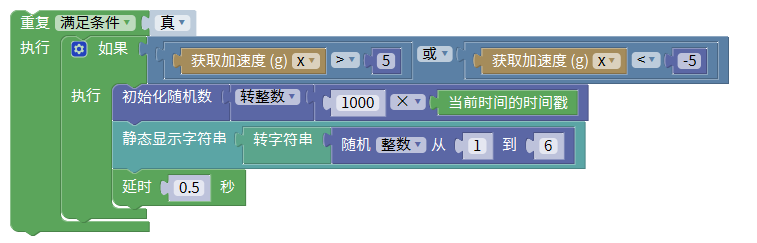 重复 满足条件 真
执行 如果 获取加速度 (g) x > 5 或 获取加速度 (g) x < -5
执行 初始化随机数 转整数 1000 × 当前时间的时间戳
静态显示字符串 转字符串 随机 整数 从 1 到 6
延时 0.5 秒